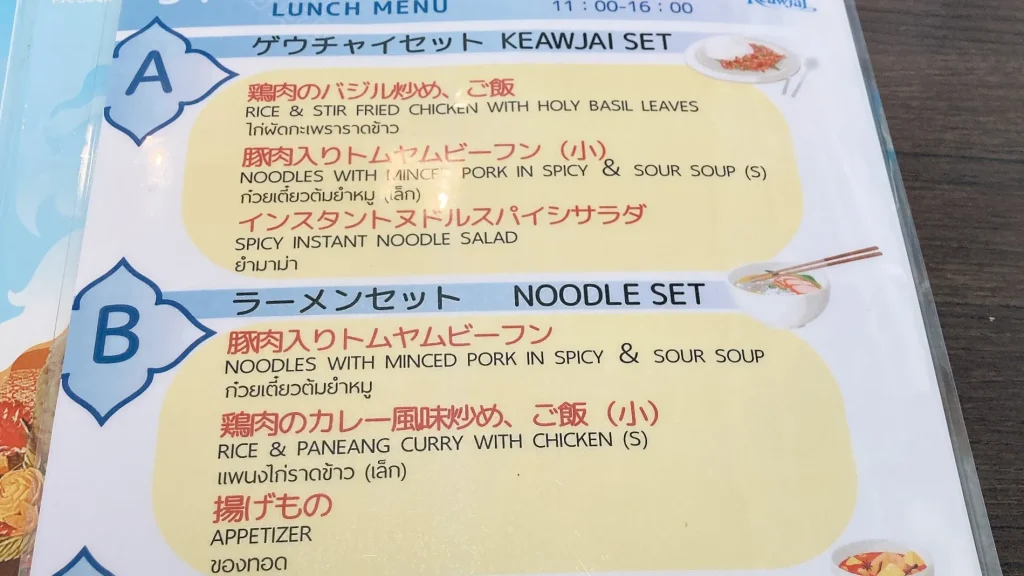 LUNCH MENU
11：00-16：00
Keawjai
A
ゲウチャイセット KEAWJAI SET
鶏肉のバジル炒め、ご飯
RICE & STIR FRIED CHICKEN WITH HOLY BASIL LEAVES
ไก่ผัดกะเพราราดข้าว
豚肉入りトムヤムビーフン（小）
NOODLES WITH MINCED PORK IN SPICY & SOUR SOUP (S)
ก๋วยเตี๋ยวต้มยำหมู (เล็ก)
インスタントヌードルスパイシサラダ
SPICY INSTANT NOODLE SALAD
ยำมาม่า
B
ラーメンセット NOODLE SET
豚肉入りトムヤムビーフン
NOODLES WITH MINCED PORK IN SPICY & SOUR SOUP
ก๋วยเตี๋ยวต้มยำหมู
鶏肉のカレー風味炒め、ご飯（小）
RICE & PANEANG CURRY WITH CHICKEN (S)
แพนงไก่ราดข้าว (เล็ก)
揚げもの
APPETIZER
ของทอด